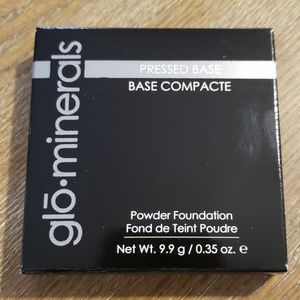 glō·minerals
PRESSED BASE
BASE COMPACTE
Powder Foundation
Fond de Teint Poudre
Net Wt. 9.9 g / 0.35 oz. e